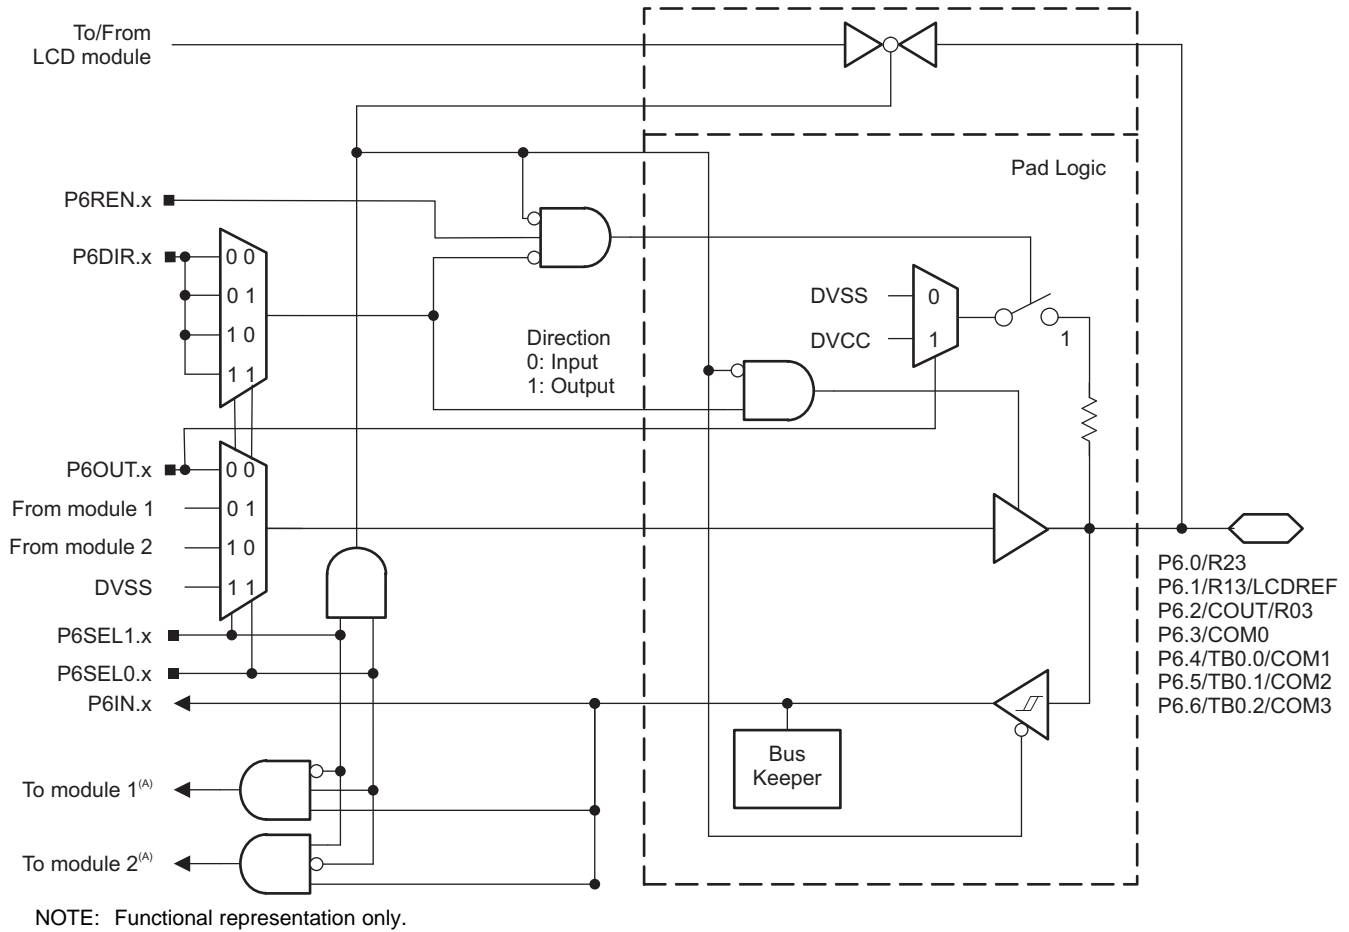 To/From
LCD module
Pad Logic
P6REN.x
P6DIR.x
0 0
0 1
1 0
1 1
Direction
0: Input
1: Output
DVSS
DVCC
0
1
1
P6OUT.x
From module 1
From module 2
DVSS
0 0
0 1
1 0
1 1
P6SEL1.x
P6SEL0.x
P6IN.x
Bus
Keeper
To module 1(A)
To module 2(A)
P6.0/R23
P6.1/R13/LCDREF
P6.2/COUT/R03
P6.3/COM0
P6.4/TB0.0/COM1
P6.5/TB0.1/COM2
P6.6/TB0.2/COM3
NOTE: Functional representation only.